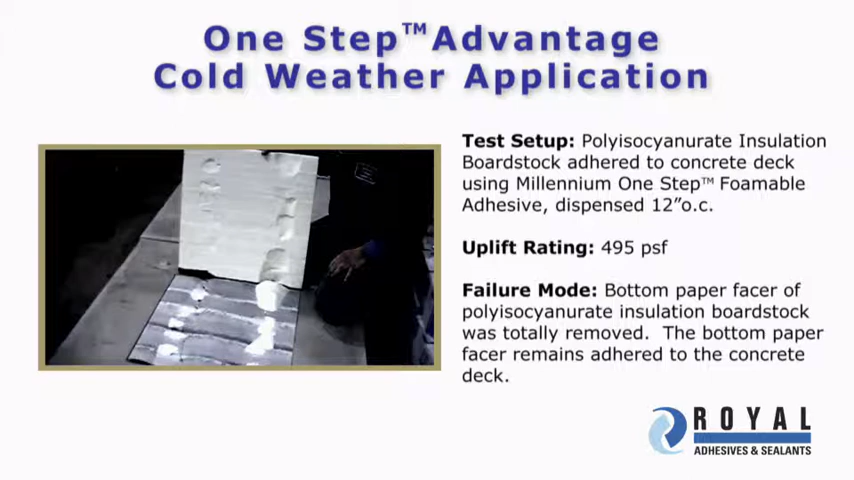 One Step™Advantage
Cold Weather Application
Test Setup: Polyisocyanurate Insulation
Boardstock adhered to concrete deck
using Millennium One Step™ Foamable
Adhesive, dispensed 12”o.c.
Uplift Rating: 495 psf
Failure Mode: Bottom paper facer of
polyisocyanurate insulation boardstock
was totally removed.  The bottom paper
facer remains adhered to the concrete
deck.
ROYAL
ADHESIVES & SEALANTS